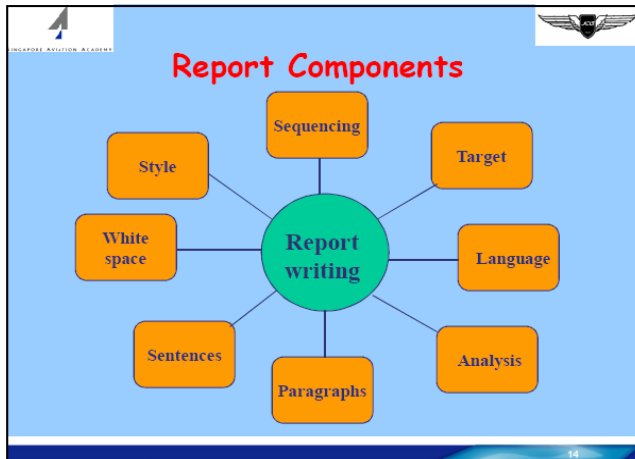 SINGAPORE AVIATION ACADEMY
Report Components
Sequencing
Style
Target
White
space
Report
writing
Language
Sentences
Paragraphs
Analysis
14